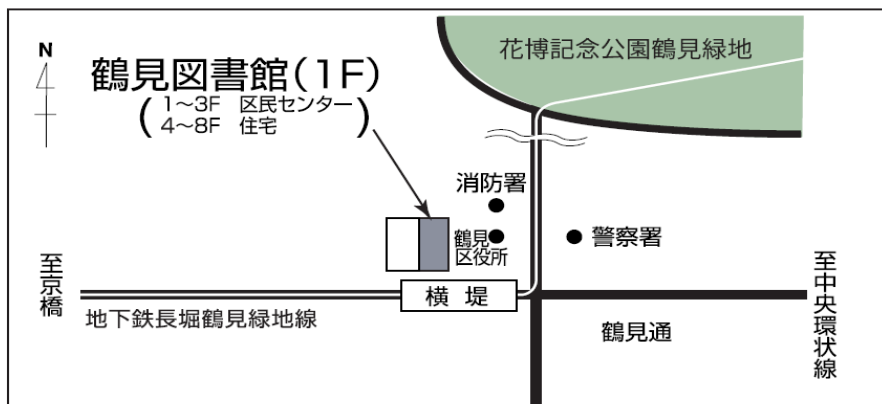 N
花博記念公園鶴見緑地
鶴見図書館(1F)
(1〜3F 区民センター
4〜8F 住宅)
消防署
鶴見
区役所
警察署
至京橋
横堤
至中央環状線
地下鉄長堀鶴見緑地線
鶴見通